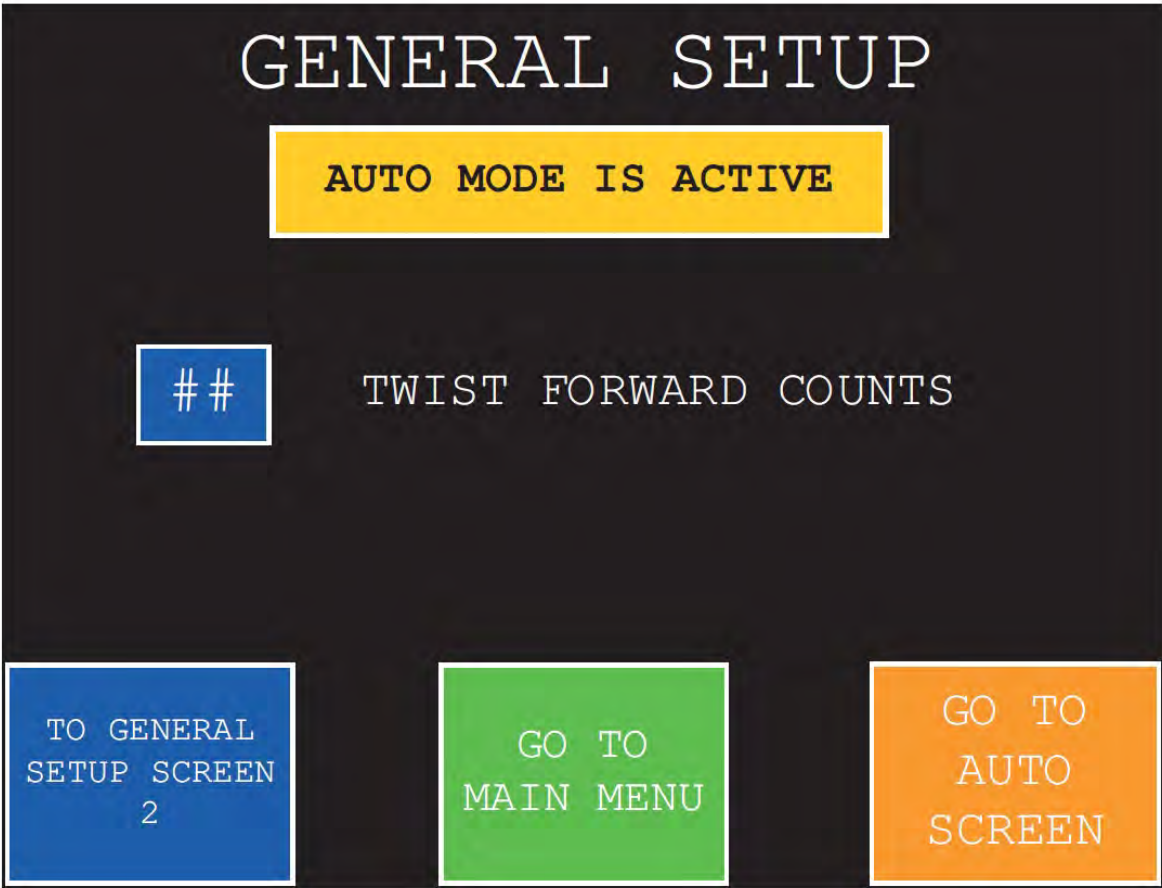 GENERAL SETUP
AUTO MODE IS ACTIVE
## TWIST FORWARD COUNTS
TO GENERAL
SETUP SCREEN
2
GO TO
MAIN MENU
GO TO
AUTO
SCREEN